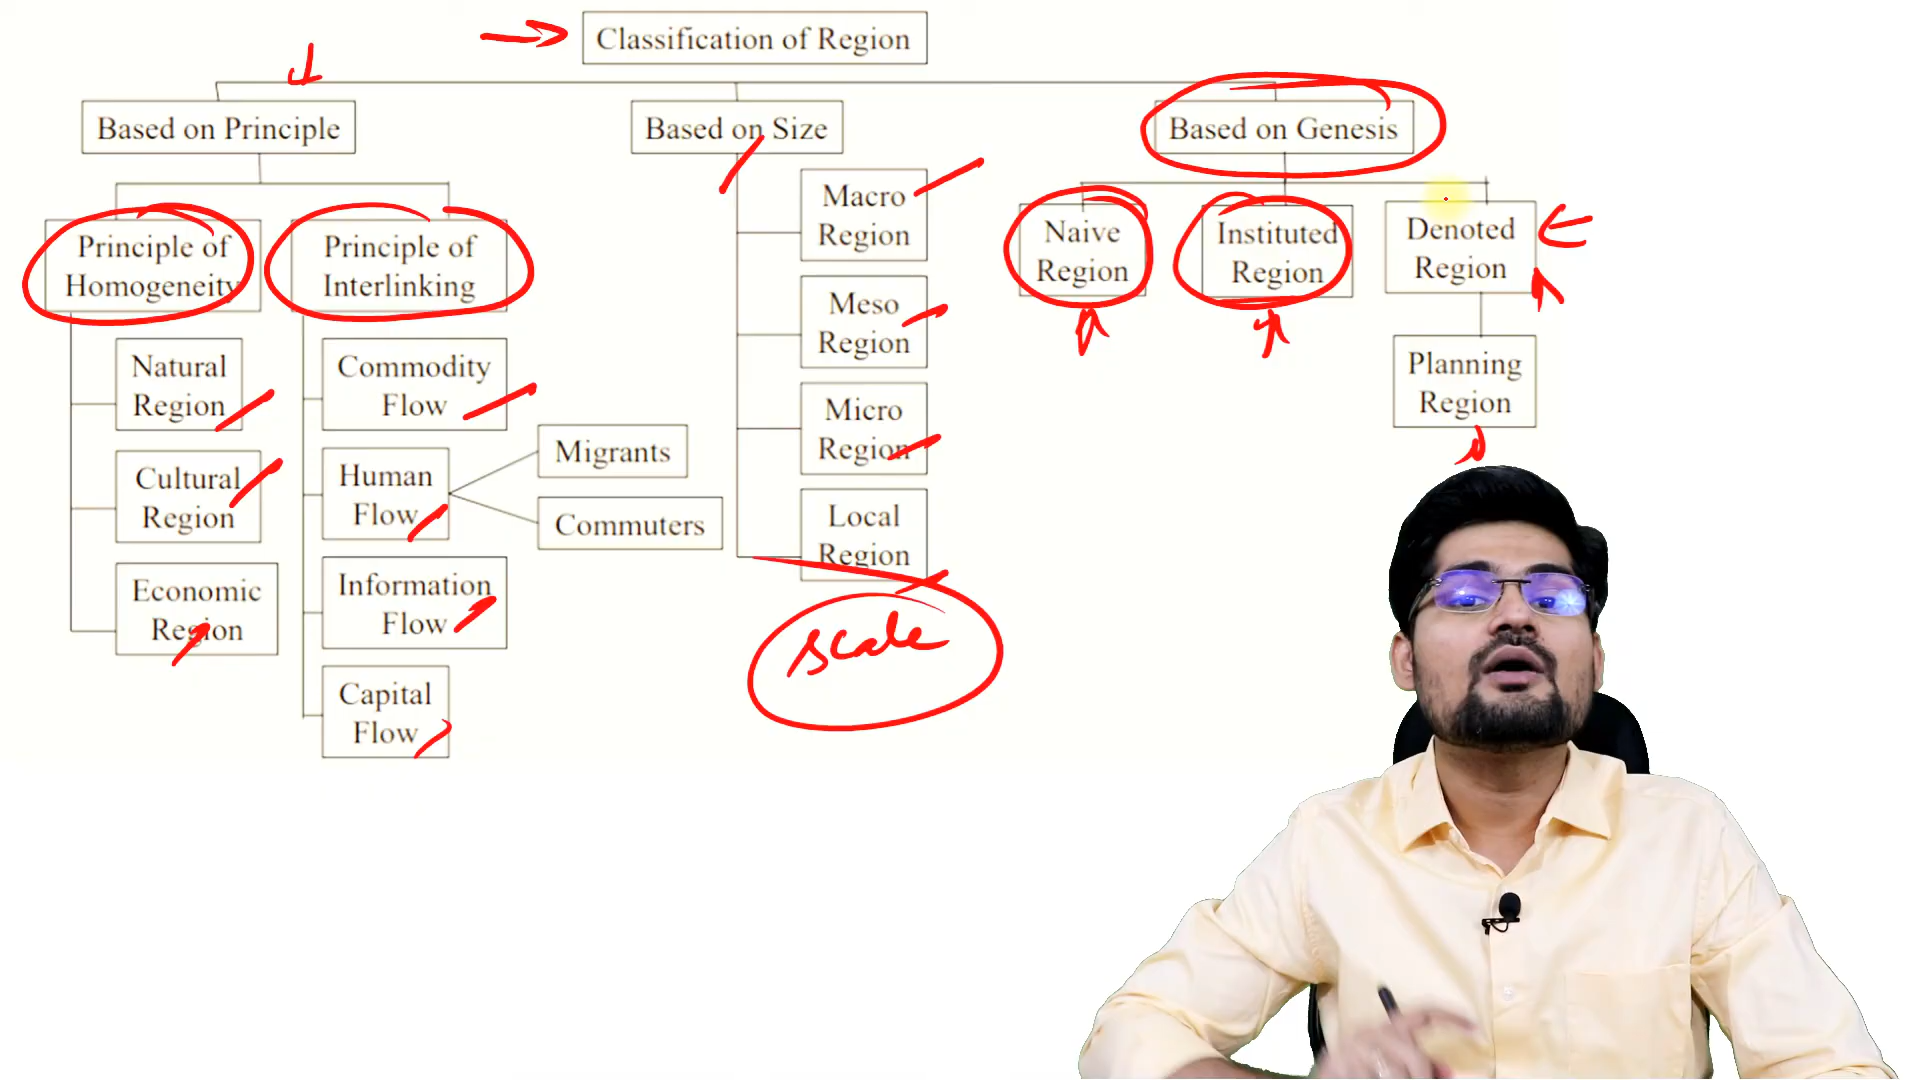 Classification of Region
Based on Principle
Based on Size
Based on Genesis
Principle of
Homogeneity
Principle of
Interlinking
Natural
Region
Cultural
Region
Economic
Region
Commodity
Flow
Human
Flow
Migrants
Commuters
Information
Flow
Capital
Flow
Macro
Region
Meso
Region
Micro
Region
Local
Region
scale
Naive
Region
Instituted
Region
Denoted
Region
Planning
Region